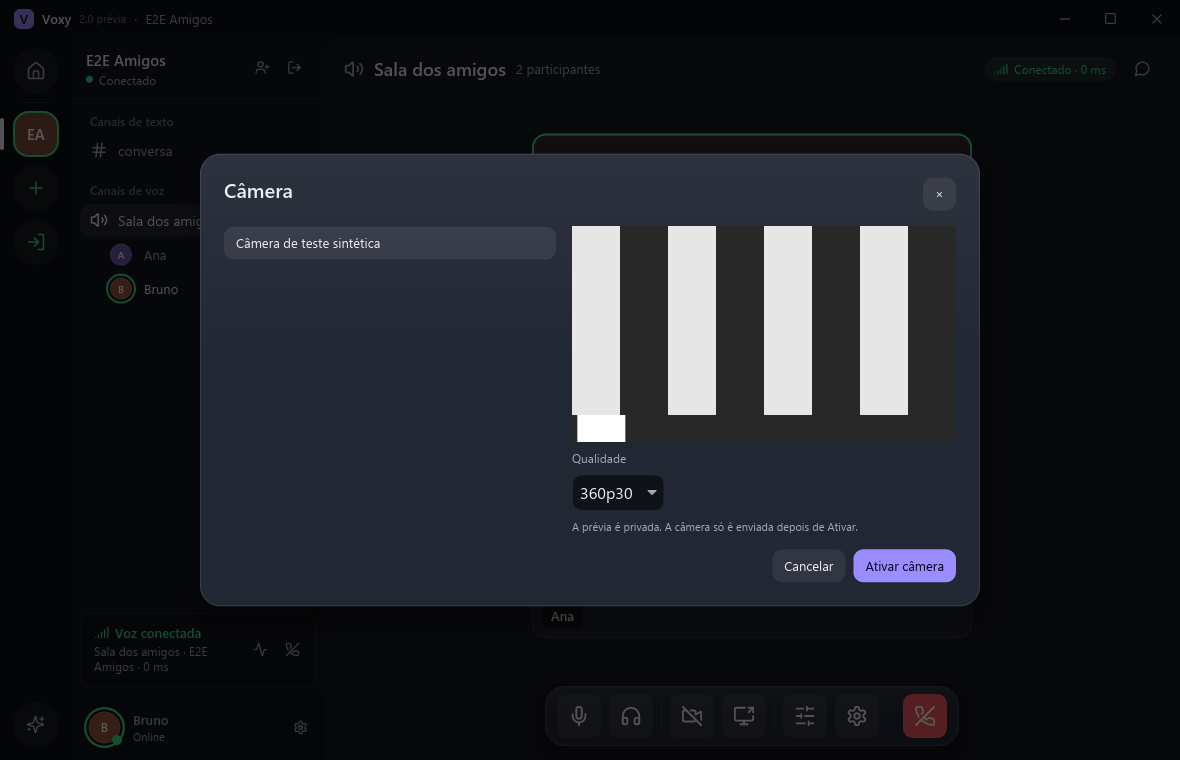 V Voxy 2.0 prévia · E2E Amigos
E2E Amigos
Conectado
EA
Canais de texto
conversa
Canais de voz
Sala dos amig
A Ana
B Bruno
Sala dos amigos 2 participantes
Conectado · 0 ms
Câmera
×
Câmera de teste sintética
Qualidade
360p30
A prévia é privada. A câmera só é enviada depois de Ativar.
Cancelar
Ativar câmera
Ana
Voz conectada
Sala dos amigos · E2E
Amigos · 0 ms
B Bruno
Online